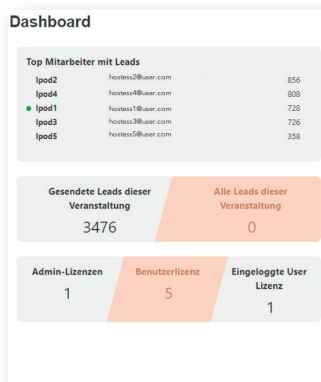 Dashboard
Top Mitarbeiter mit Leads
Ipod2 hostess2@user.com 856
Ipod4 hostess4@user.com 808
Ipod1 hostess1@user.com 728
Ipod3 hostess3@user.com 726
Ipod5 hostess5@user.com 358
Gesendete Leads dieser
Veranstaltung
3476
Alle Leads dieser
Veranstaltung
0
Admin-Lizenzen
1
Benutzerlizenz
5
Eingeloggte User
Lizenz
1